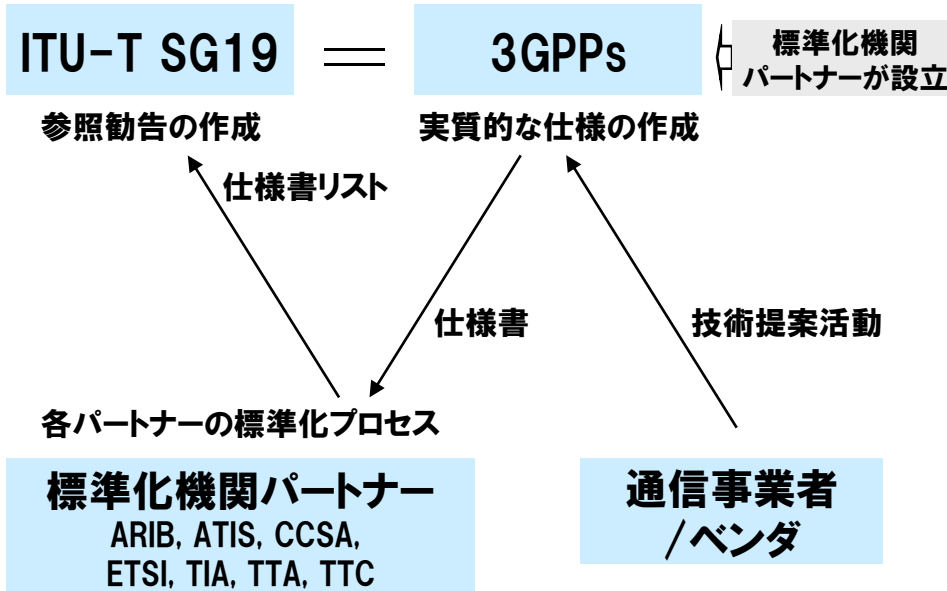 ITU-T SG19
3GPPs
標準化機関
パートナーが設立
参照勧告の作成
実質的な仕様の作成
仕様書リスト
仕様書
技術提案活動
各パートナーの標準化プロセス
標準化機関パートナー
ARIB, ATIS, CCSA,
ETSI, TIA, TTA, TTC
通信事業者
/ベンダ